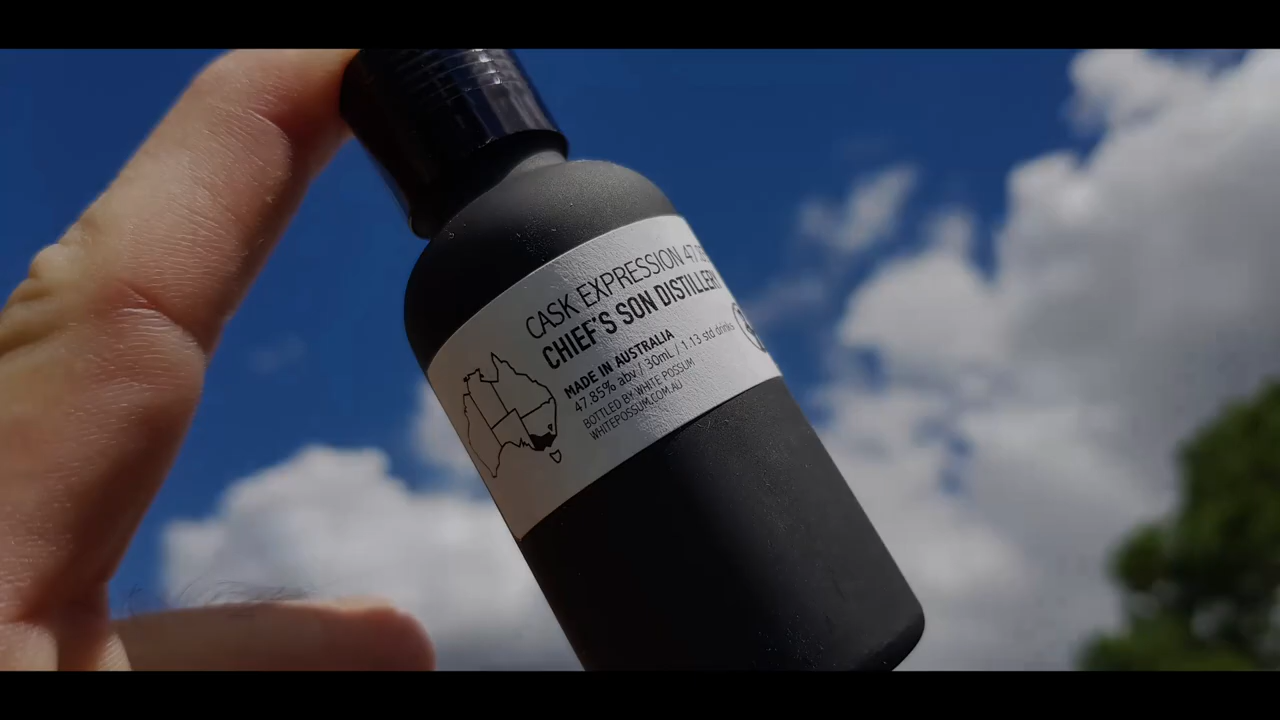 CASK EXPRESSION
CHIEF'S SON DISTILLERY
MADE IN AUSTRALIA
47.85% abv / 30mL / 1.13 std drinks
BOTTLED BY WHITE POSSUM
WHITEPOSSUM.COM.AU